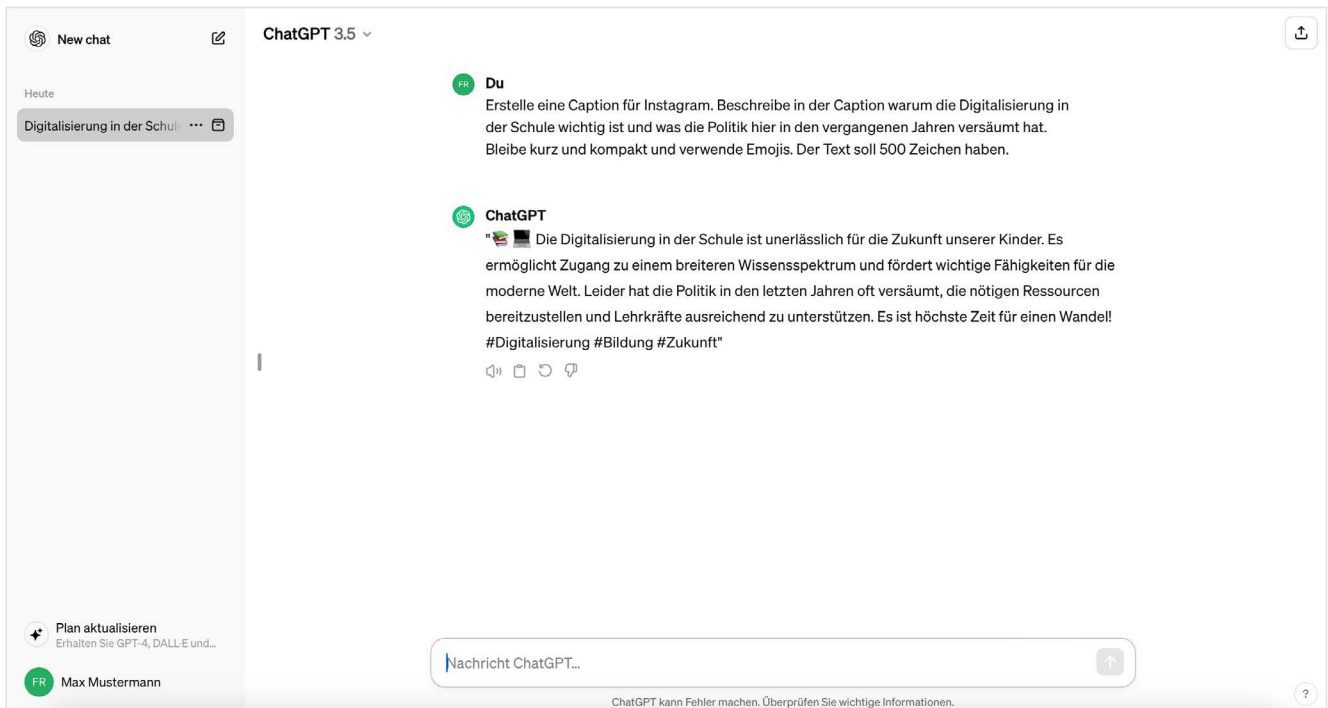 New chat
Heute
Digitalisierung in der Schul
Plan aktualisieren
Erhalten Sie GPT-4, DALL·E und...
FR Max Mustermann
ChatGPT 3.5
FR Du
Erstelle eine Caption für Instagram. Beschreibe in der Caption warum die Digitalisierung in
der Schule wichtig ist und was die Politik hier in den vergangenen Jahren versäumt hat.
Bleibe kurz und kompakt und verwende Emojis. Der Text soll 500 Zeichen haben.
ChatGPT
"📚 💻 Die Digitalisierung in der Schule ist unerlässlich für die Zukunft unserer Kinder. Es
ermöglicht Zugang zu einem breiteren Wissensspektrum und fördert wichtige Fähigkeiten für die
moderne Welt. Leider hat die Politik in den letzten Jahren oft versäumt, die nötigen Ressourcen
bereitzustellen und Lehrkräfte ausreichend zu unterstützen. Es ist höchste Zeit für einen Wandel!
#Digitalisierung #Bildung #Zukunft"
Nachricht ChatGPT...
ChatGPT kann Fehler machen. Überprüfen Sie wichtige Informationen.
?